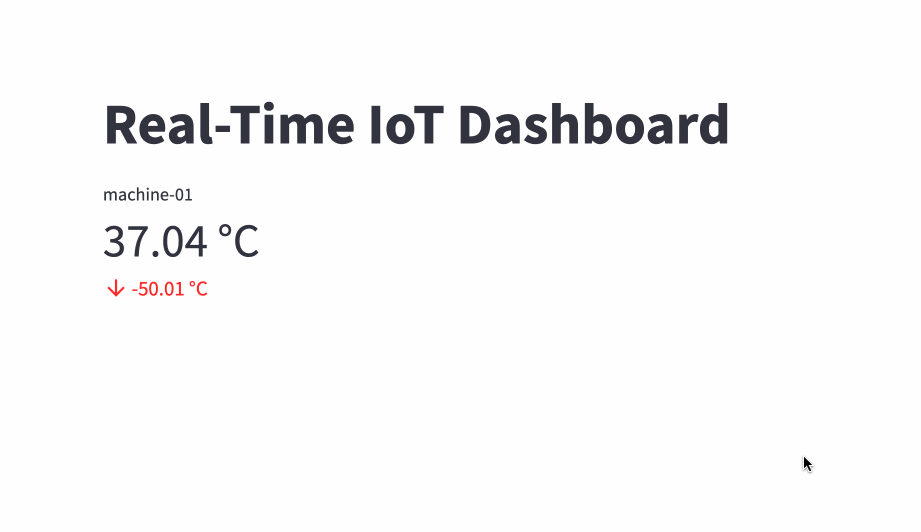 Real-Time IoT Dashboard
machine-01
37.04 °C
↓ -50.01 °C